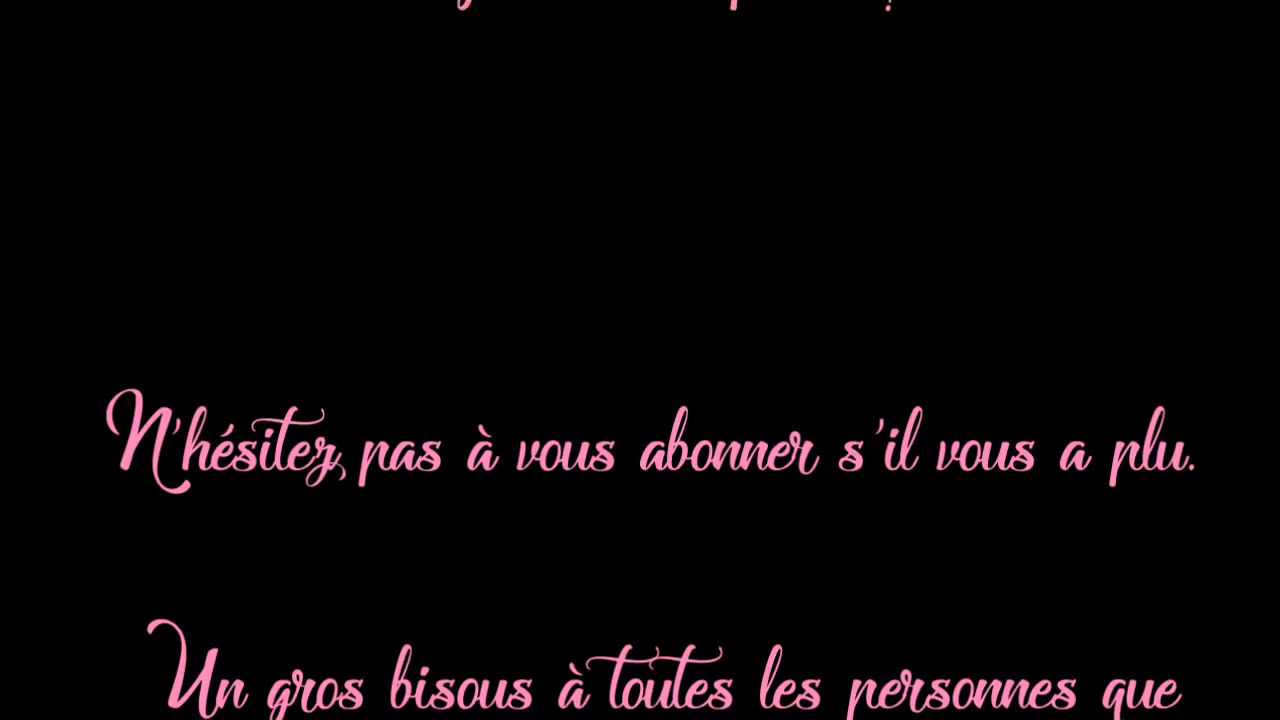 N'hésitez pas à vous abonner s'il vous a plu.
Un gros bisous à toutes les personnes que